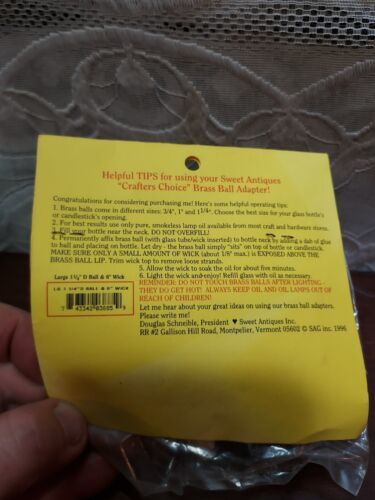 Helpful TIPS for using your Sweet Antiques
"Crafters Choice" Brass Ball Adapter!
Congratulations for considering purchasing me! Here's some helpful operating tips:
1. Brass balls come in different sizes: 3/4", 1" and 1 1/4". Choose the best size for your glass bottle's
or candlestick's opening.
2. For best results use only pure, smokeless lamp oil available from most craft and hardware stores.
3. Fill your bottle near the neck. DO NOT OVERFILL!
4. Permanently affix brass ball (with glass tube/wick inserted) to bottle neck by adding a dab of glue
to ball and placing on bottle. Let dry - the brass ball simply "sits" on top of bottle or candlestick.
MAKE SURE ONLY A SMALL AMOUNT OF WICK (about 1/8" max.) is EXPOSED ABOVE THE
BRASS BALL LIP. Trim wick top to remove loose strands.
5. Allow the wick to soak the oil for about five minutes.
6. Light the wick and-enjoy! Refill glass with oil as necessary.
REMINDER: DO NOT TOUCH BRASS BALLS AFTER LIGHTING -
THEY DO GET HOT! ALWAYS KEEP OIL AND OIL LAMPS OUT OF
REACH OF CHILDREN!
Let me hear about your great ideas on using our brass ball adapters.
Please write me!
Douglas Schneible, President ♥ Sweet Antiques Inc.
RR #2 Gallison Hill Road, Montpelier, Vermont 05602 © SAG inc. 1996
Large 1¼" D Ball & 6" Wick
LG 1 1/4"D BALL & 6" WICK
7 43342 03005 3